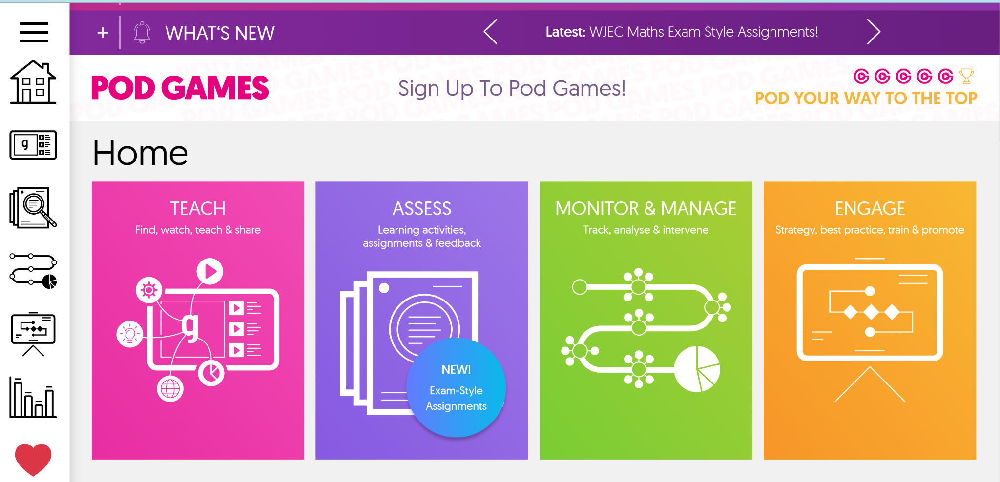 + WHAT'S NEW
Latest: WJEC Maths Exam Style Assignments!
POD GAMES
Sign Up To Pod Games!
POD YOUR WAY TO THE TOP
Home
TEACH
Find, watch, teach & share
g
ASSESS
Learning activities,
assignments & feedback
NEW!
Exam-Style
Assignments
MONITOR & MANAGE
Track, analyse & intervene
ENGAGE
Strategy, best practice, train & promote
g